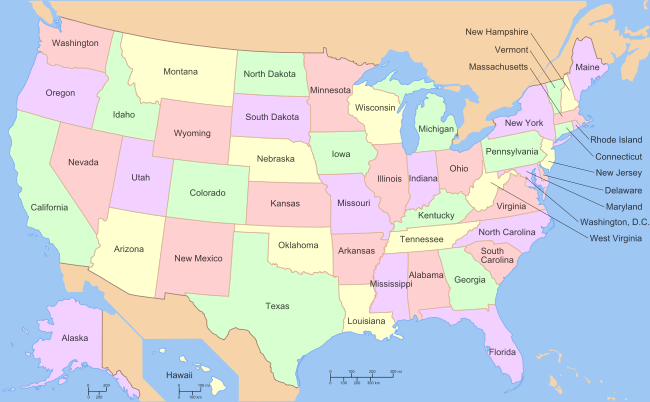 New Hampshire
Vermont
Massachusetts
Washington
Montana
North Dakota
Minnesota
Maine
Oregon
Idaho
South Dakota
Wisconsin
Michigan
New York
Wyoming
Rhode Island
Connecticut
New Jersey
Delaware
Maryland
Washington, D.C.
West Virginia
Nevada
Utah
Colorado
Nebraska
Iowa
Illinois
Indiana
Ohio
Pennsylvania
California
Kansas
Missouri
Kentucky
Virginia
Arizona
New Mexico
Oklahoma
Arkansas
Tennessee
North Carolina
South
Carolina
Texas
Louisiana
Mississippi
Alabama
Georgia
Florida
Alaska
Hawaii